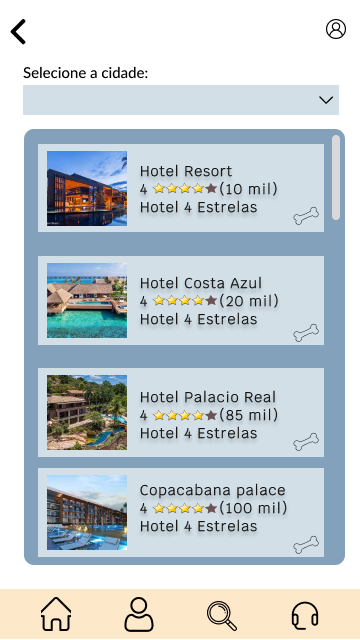 Selecione a cidade:
Hotel Resort
4 ⭐⭐⭐⭐★(10 mil)
Hotel 4 Estrelas
Hotel Costa Azul
4 ⭐⭐⭐⭐★(20 mil)
Hotel 4 Estrelas
Hotel Palacio Real
4 ⭐⭐⭐⭐★(85 mil)
Hotel 4 Estrelas
Copacabana palace
4 ⭐⭐⭐⭐★(100 mil)
Hotel 4 Estrelas